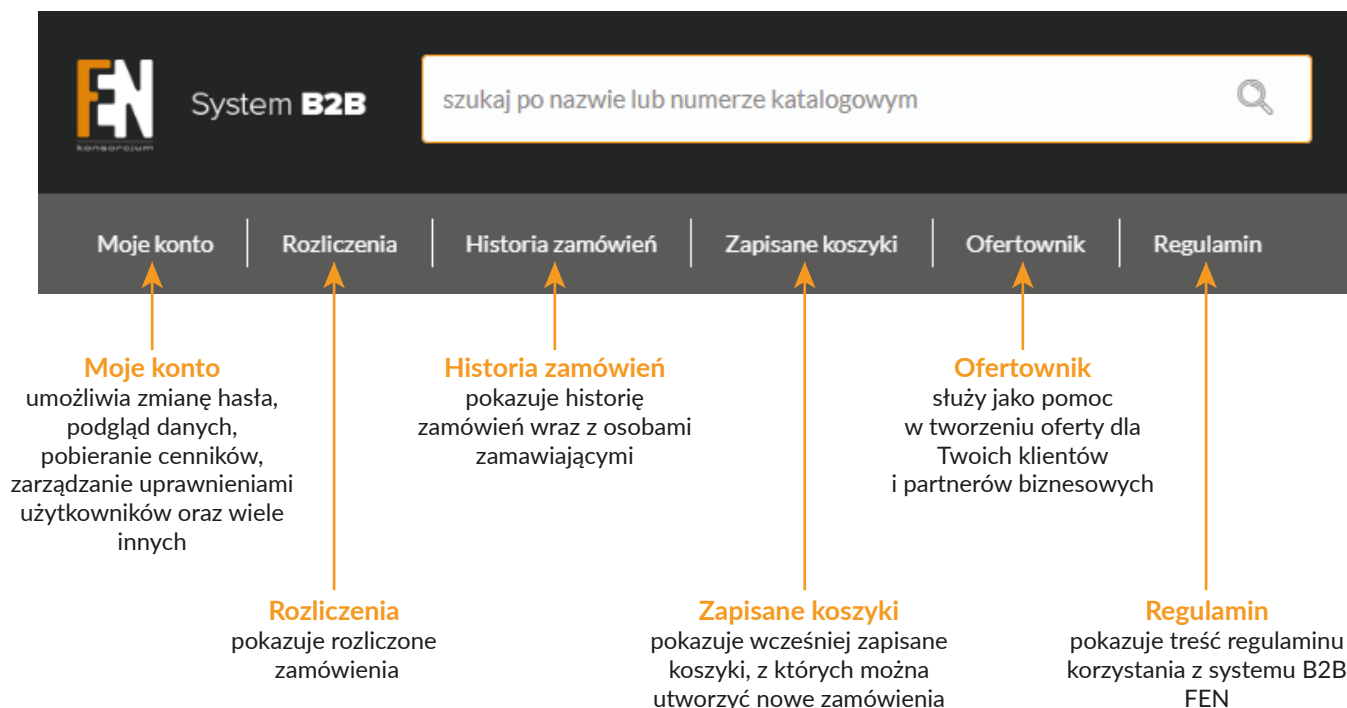 FEN
konsorcjum
System B2B
szukaj po nazwie lub numerze katalogowym
Moje konto
Rozliczenia
Historia zamówień
Zapisane koszyki
Ofertownik
Regulamin
Moje konto
umożliwia zmianę hasła,
podgląd danych,
pobieranie cenników,
zarządzanie uprawnieniami
użytkowników oraz wiele
innych
Historia zamówień
pokazuje historię
zamówień wraz z osobami
zamawiającymi
Ofertownik
służy jako pomoc
w tworzeniu oferty dla
Twoich klientów
i partnerów biznesowych
Rozliczenia
pokazuje rozliczone
zamówienia
Zapisane koszyki
pokazuje wcześniej zapisane
koszyki, z których można
utworzyć nowe zamówienia
Regulamin
pokazuje treść regulaminu
korzystania z systemu B2B
FEN